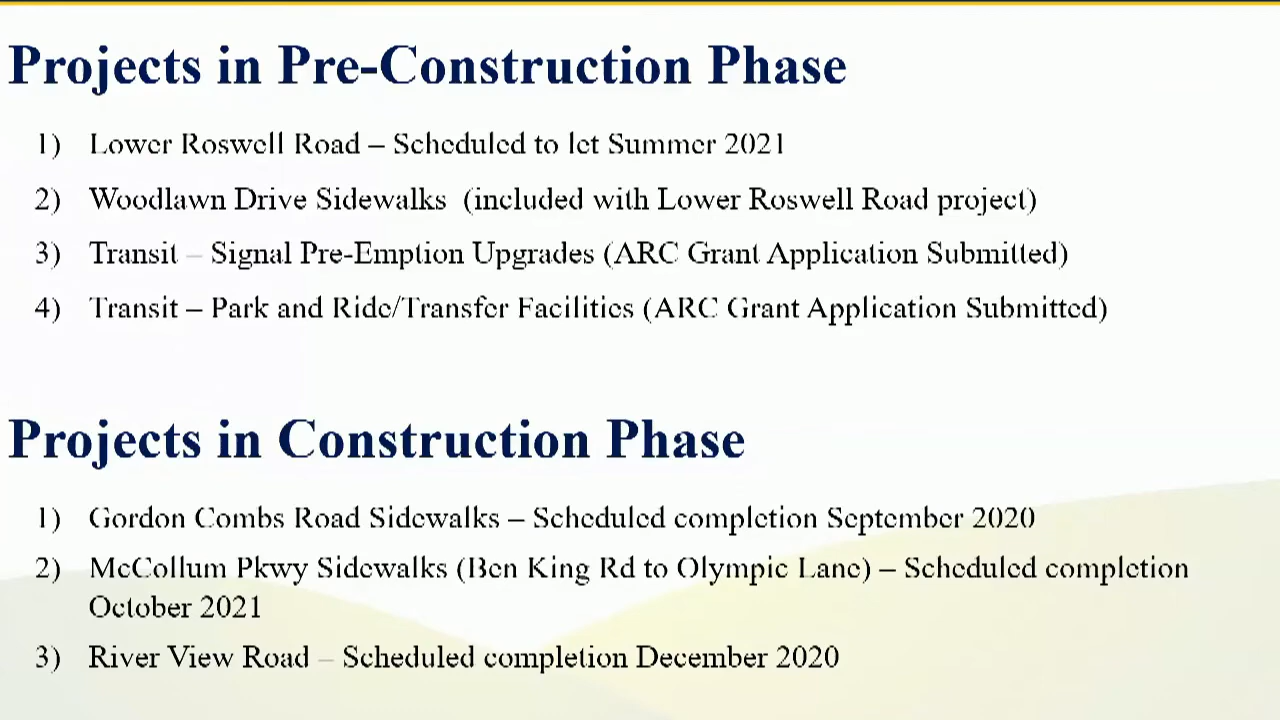 Projects in Pre-Construction Phase
1) Lower Roswell Road – Scheduled to let Summer 2021
2) Woodlawn Drive Sidewalks (included with Lower Roswell Road project)
3) Transit – Signal Pre-Emption Upgrades (ARC Grant Application Submitted)
4) Transit – Park and Ride/Transfer Facilities (ARC Grant Application Submitted)
Projects in Construction Phase
1) Gordon Combs Road Sidewalks – Scheduled completion September 2020
2) McCollum Pkwy Sidewalks (Ben King Rd to Olympic Lane) – Scheduled completion
October 2021
3) River View Road – Scheduled completion December 2020